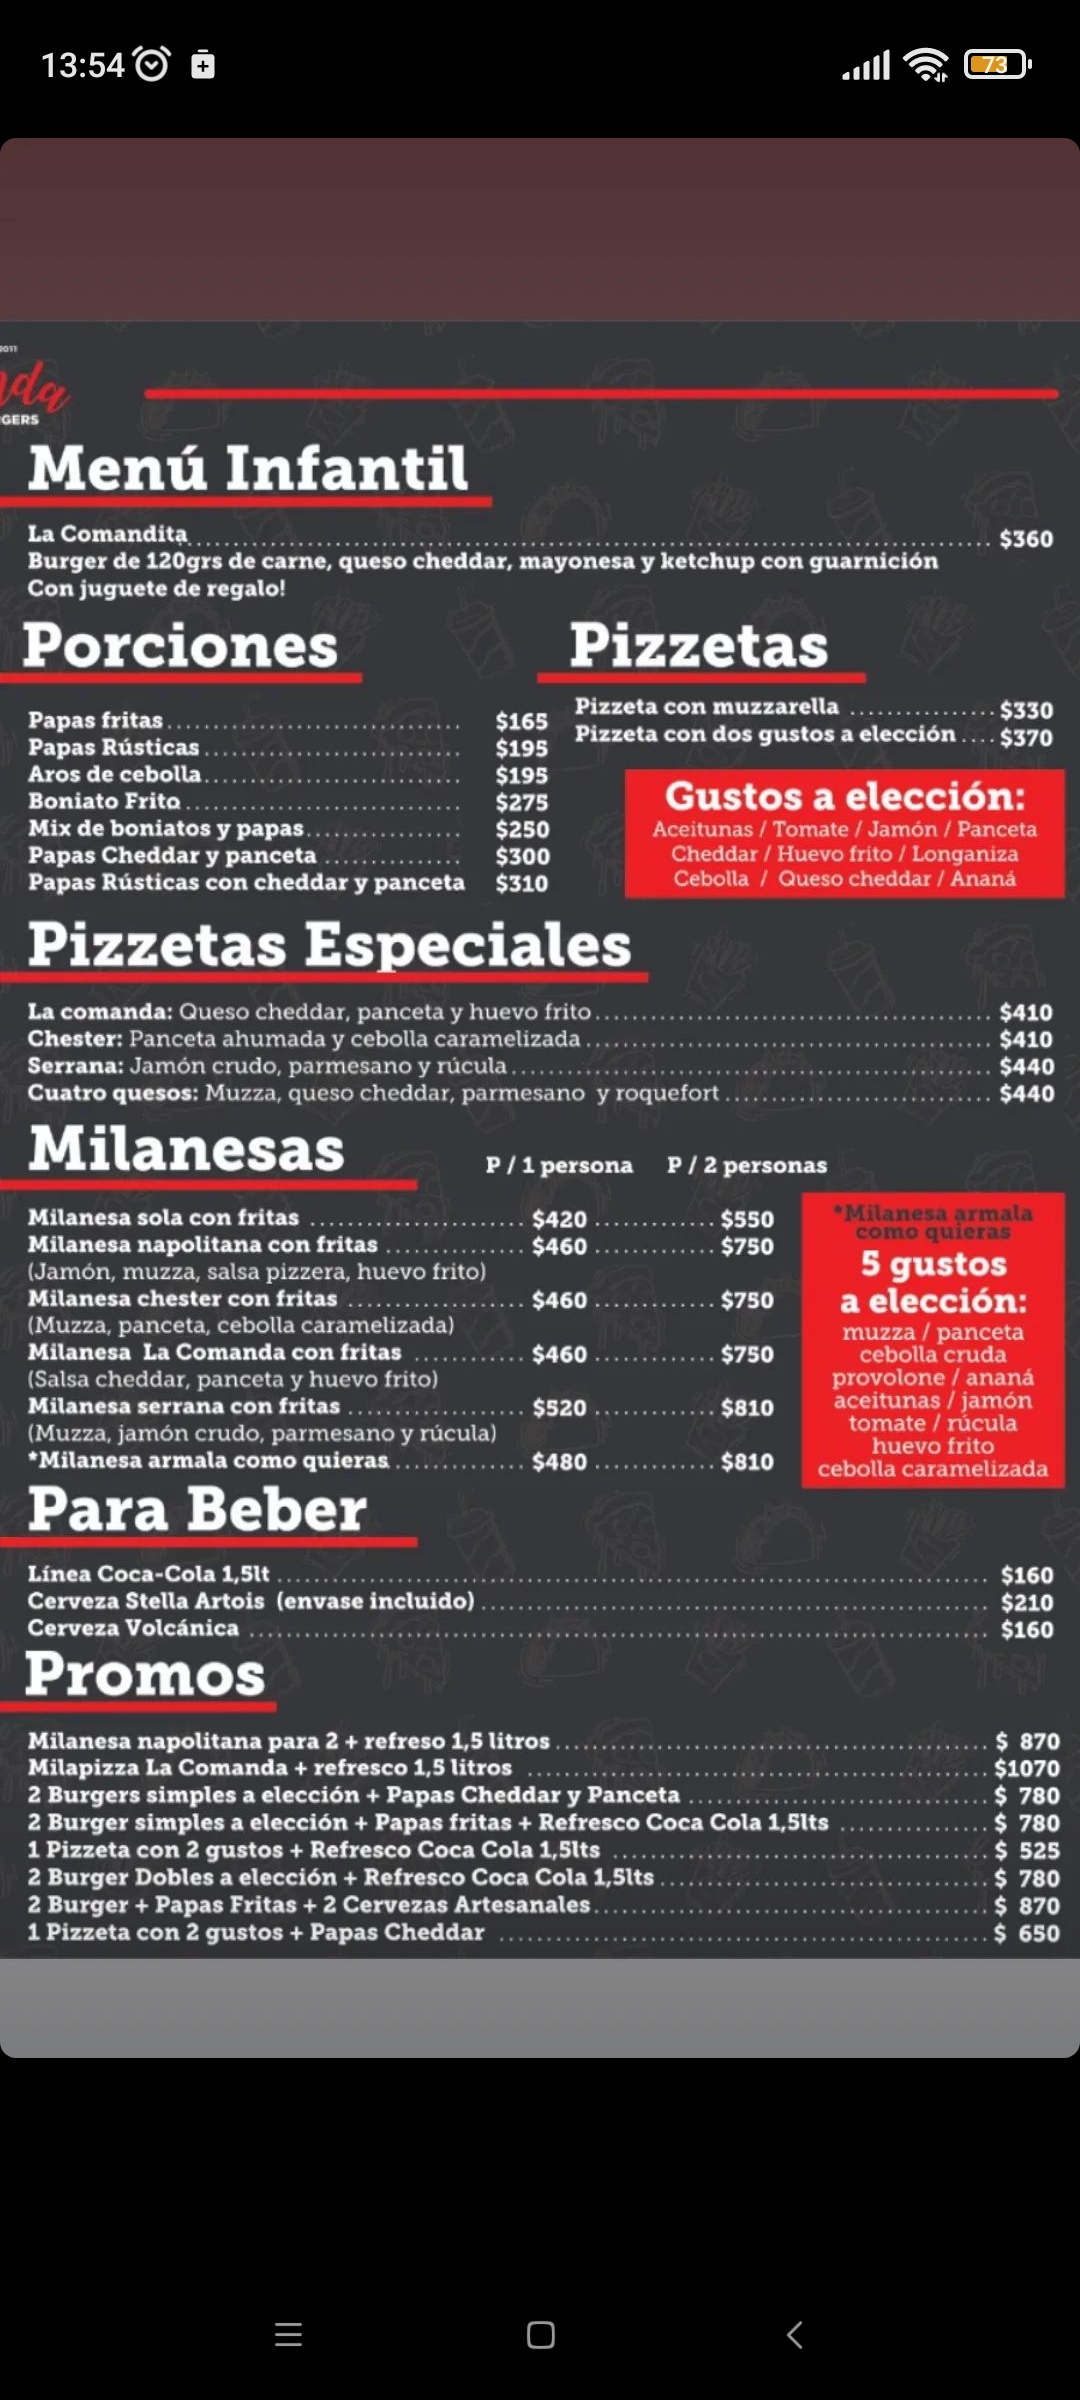 13:54
73
2011
nda
GERS
Menú Infantil
La Comandita $360
Burger de 120grs de carne, queso cheddar, mayonesa y ketchup con guarnición
Con juguete de regalo!
Porciones
Papas fritas $165
Papas Rústicas $195
Aros de cebolla $195
Boniato Frito $275
Mix de boniatos y papas $250
Papas Cheddar y panceta $300
Papas Rústicas con cheddar y panceta $310
Pizzetas
Pizzeta con muzzarella $330
Pizzeta con dos gustos a elección $370
Gustos a elección:
Aceitunas / Tomate / Jamón / Panceta
Cheddar / Huevo frito / Longaniza
Cebolla / Queso cheddar / Ananá
Pizzetas Especiales
La comanda: Queso cheddar, panceta y huevo frito $410
Chester: Panceta ahumada y cebolla caramelizada $410
Serrana: Jamón crudo, parmesano y rúcula $440
Cuatro quesos: Muzza, queso cheddar, parmesano y roquefort $440
Milanesas P / 1 persona P / 2 personas
Milanesa sola con fritas $420 $550
Milanesa napolitana con fritas $460 $750
(Jamón, muzza, salsa pizzera, huevo frito)
Milanesa chester con fritas $460 $750
(Muzza, panceta, cebolla caramelizada)
Milanesa La Comanda con fritas $460 $750
(Salsa cheddar, panceta y huevo frito)
Milanesa serrana con fritas $520 $810
(Muzza, jamón crudo, parmesano y rúcula)
*Milanesa armala como quieras $480 $810
*Milanesa armala
como quieras
5 gustos
a elección:
muzza / panceta
cebolla cruda
provolone / ananá
aceitunas / jamón
tomate / rúcula
huevo frito
cebolla caramelizada
Para Beber
Línea Coca-Cola 1,5lt $160
Cerveza Stella Artois (envase incluido) $210
Cerveza Volcánica $160
Promos
Milanesa napolitana para 2 + refreso 1,5 litros $ 870
Milapizza La Comanda + refresco 1,5 litros $1070
2 Burgers simples a elección + Papas Cheddar y Panceta $ 780
2 Burger simples a elección + Papas fritas + Refresco Coca Cola 1,5lts $ 780
1 Pizzeta con 2 gustos + Refresco Coca Cola 1,5lts $ 525
2 Burger Dobles a elección + Refresco Coca Cola 1,5lts $ 780
2 Burger + Papas Fritas + 2 Cervezas Artesanales $ 870
1 Pizzeta con 2 gustos + Papas Cheddar $ 650